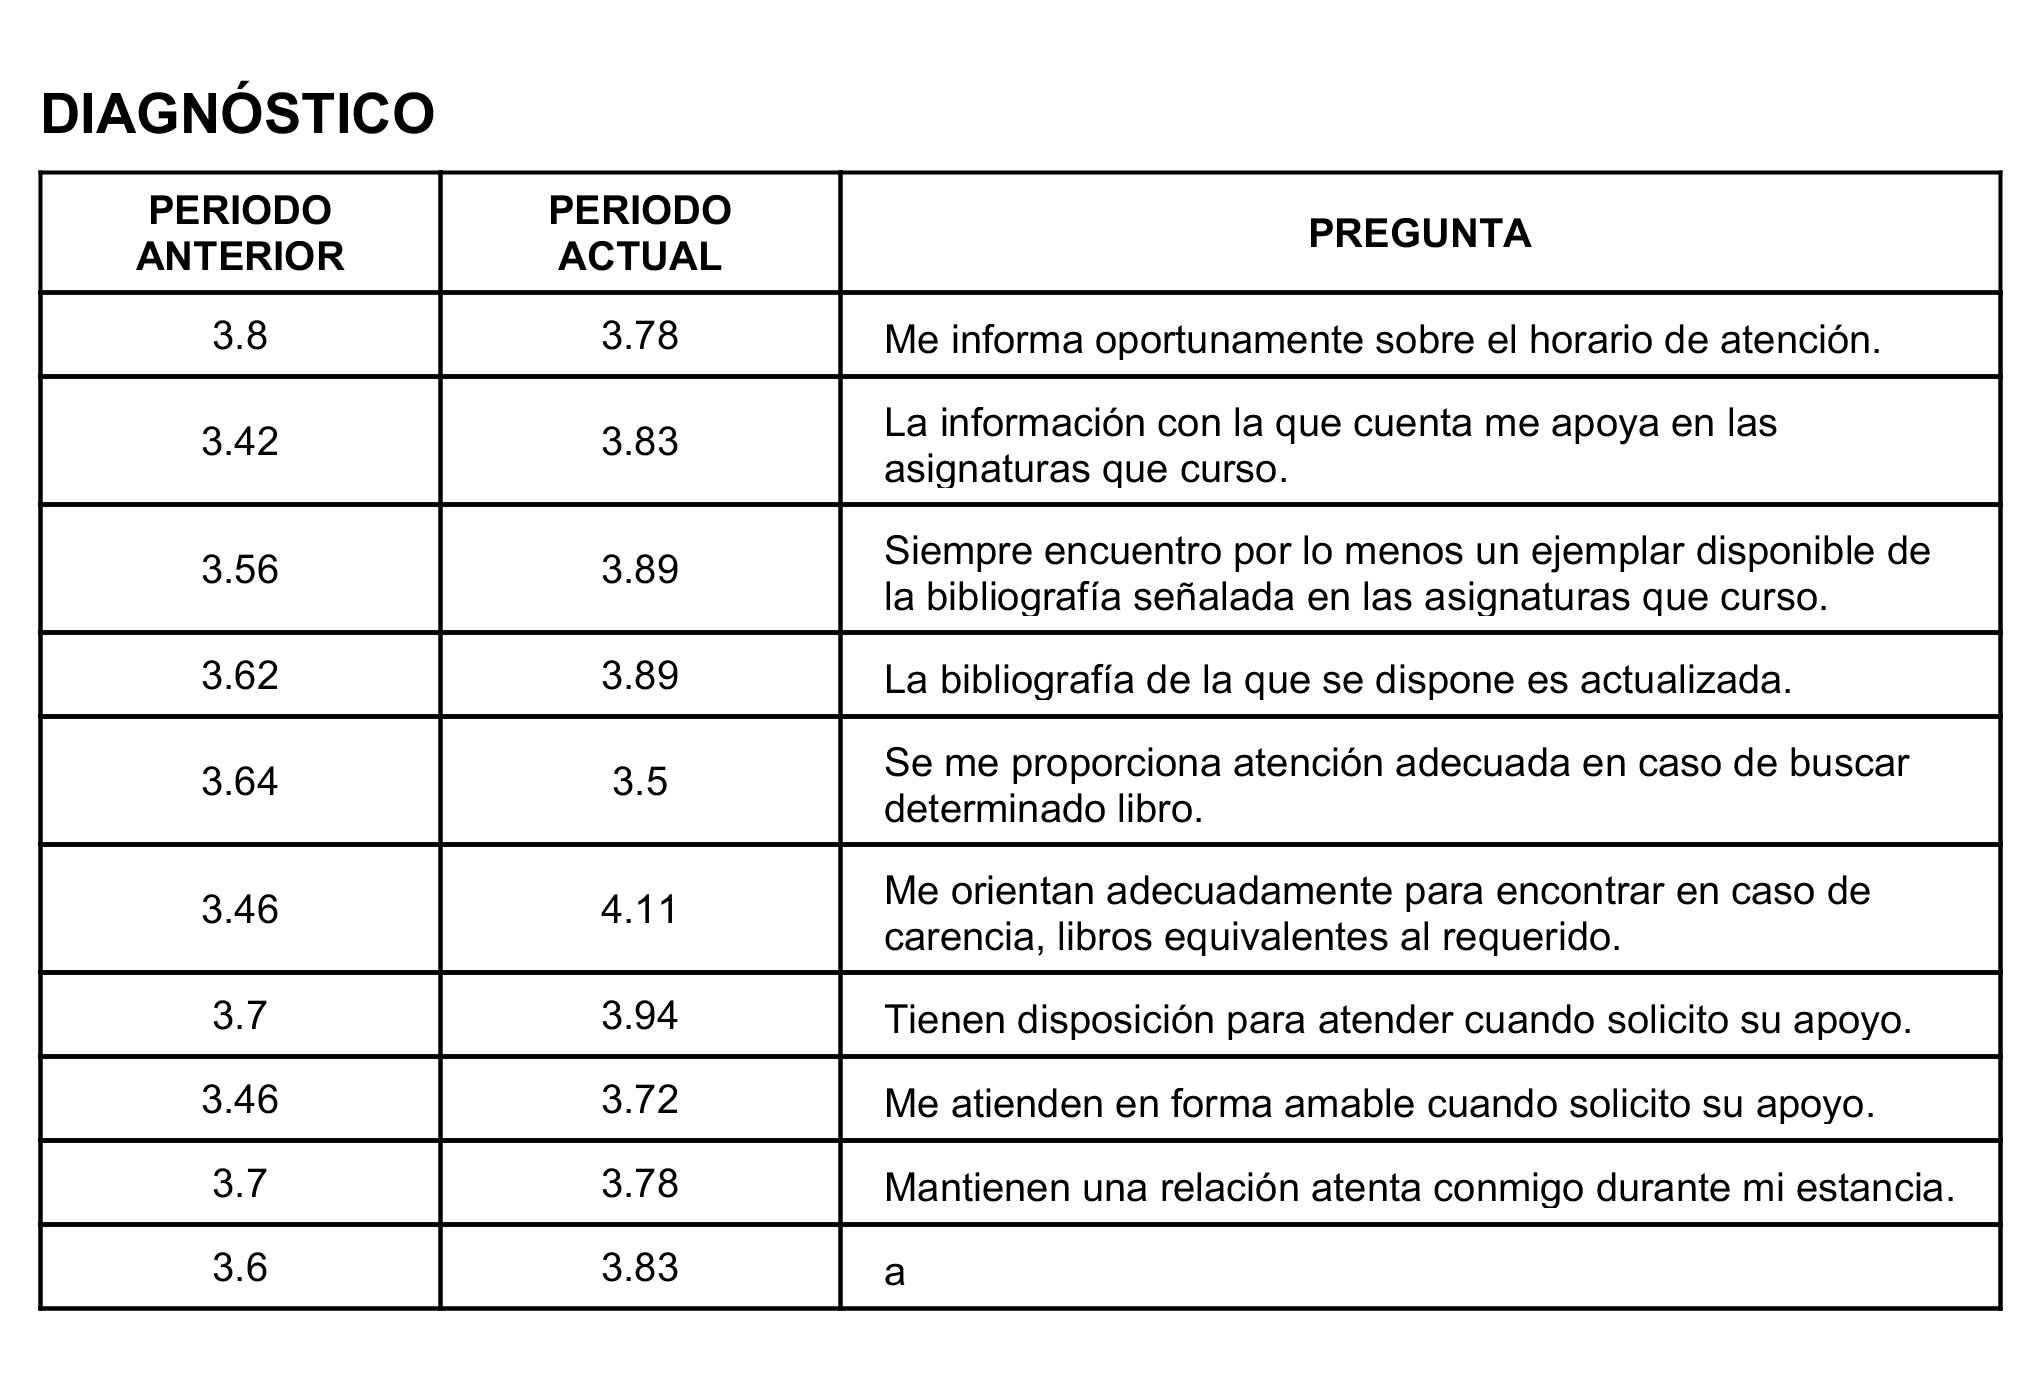 DIAGNÓSTICO
PERIODO
ANTERIOR
PERIODO
ACTUAL
PREGUNTA
3.8
3.78
Me informa oportunamente sobre el horario de atención.
3.42
3.83
La información con la que cuenta me apoya en las
asignaturas que curso.
3.56
3.89
Siempre encuentro por lo menos un ejemplar disponible de
la bibliografía señalada en las asignaturas que curso.
3.62
3.89
La bibliografía de la que se dispone es actualizada.
3.64
3.5
Se me proporciona atención adecuada en caso de buscar
determinado libro.
3.46
4.11
Me orientan adecuadamente para encontrar en caso de
carencia, libros equivalentes al requerido.
3.7
3.94
Tienen disposición para atender cuando solicito su apoyo.
3.46
3.72
Me atienden en forma amable cuando solicito su apoyo.
3.7
3.78
Mantienen una relación atenta conmigo durante mi estancia.
3.6
3.83
a